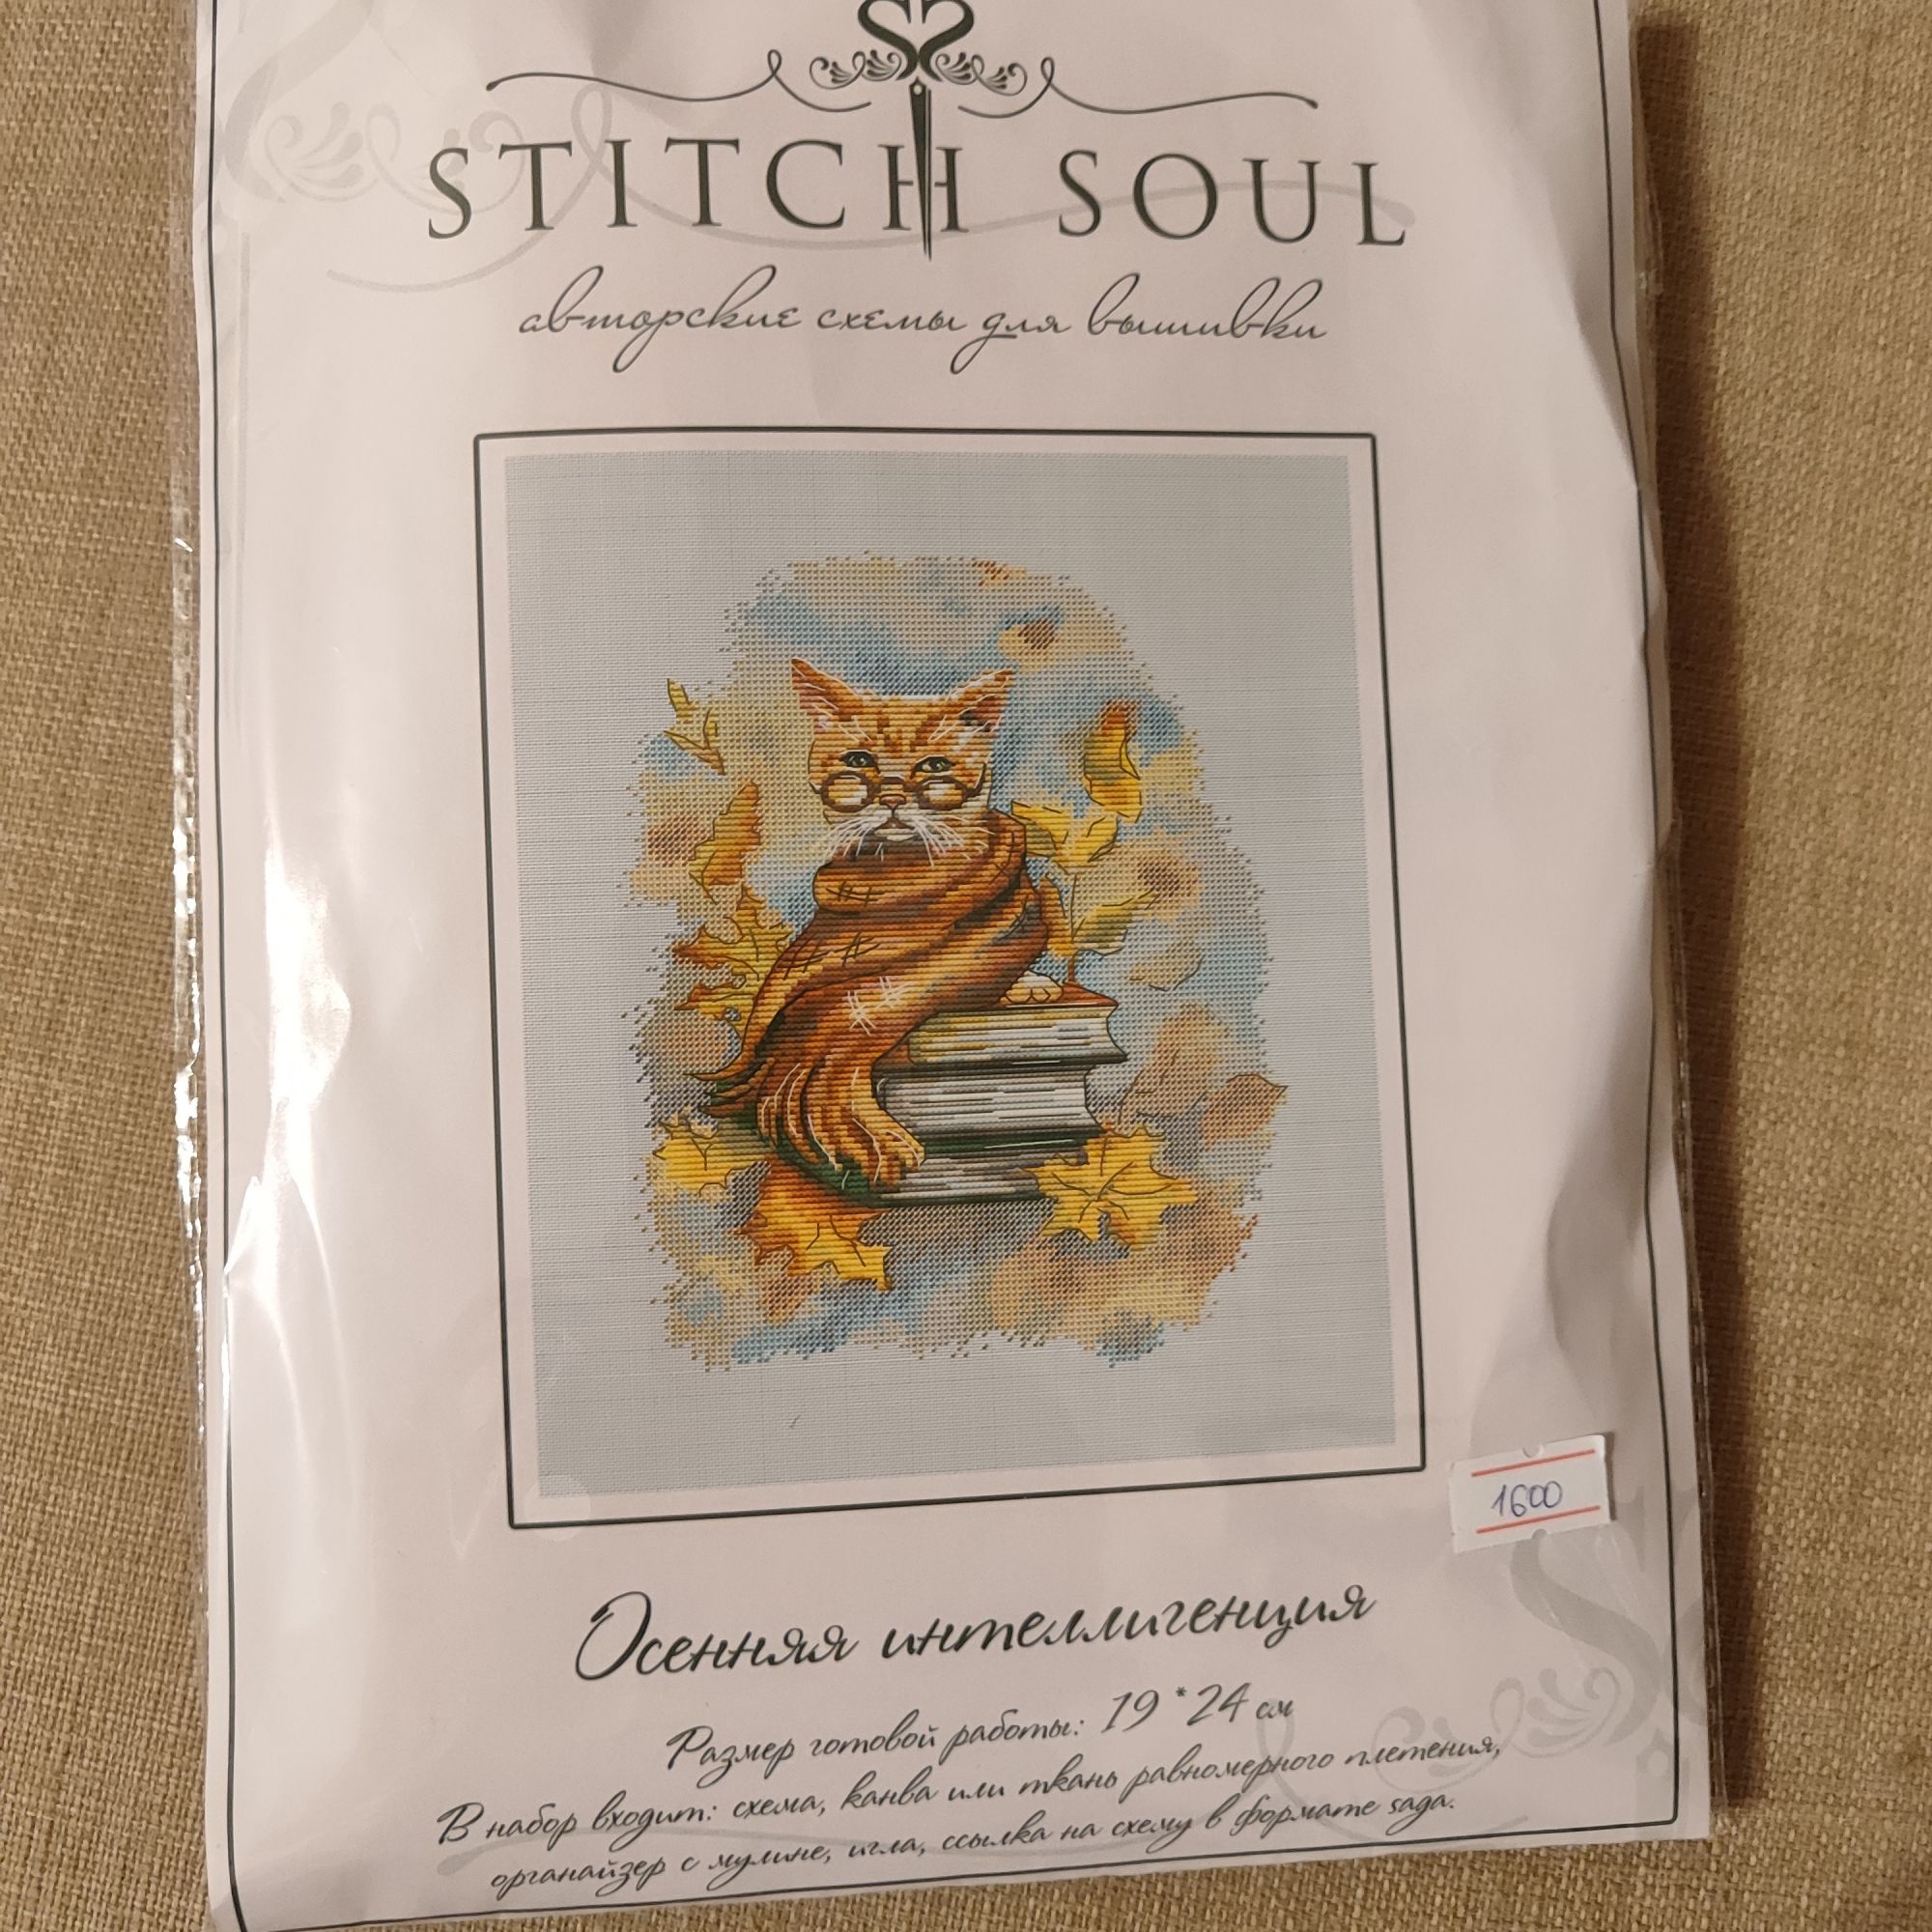 STITCH SOUL
авторские схемы для вышивки
1600
Осенняя интеллигенция
Размер готовой работы: 19*24 см
В набор входит: схема, канва или ткань равномерного плетения,
органайзер с мулине, игла, ссылка на схему в формате saga.